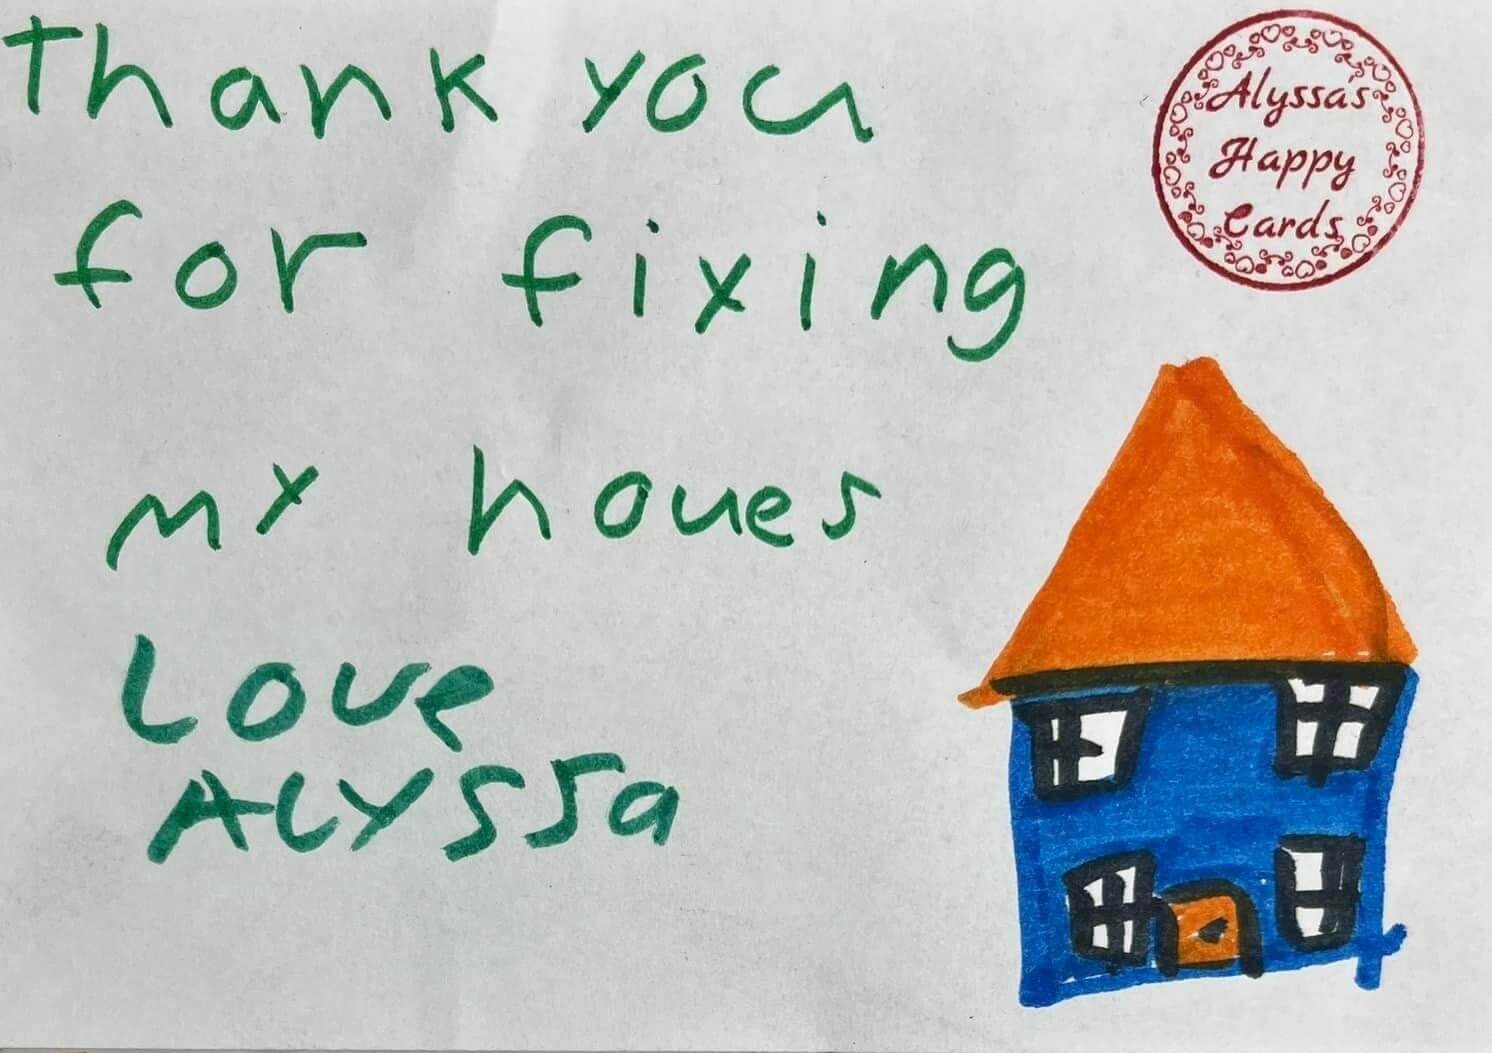 Thank you
for fixing
my houes
Love
ALYSSa
Alyssa's
Happy
Cards